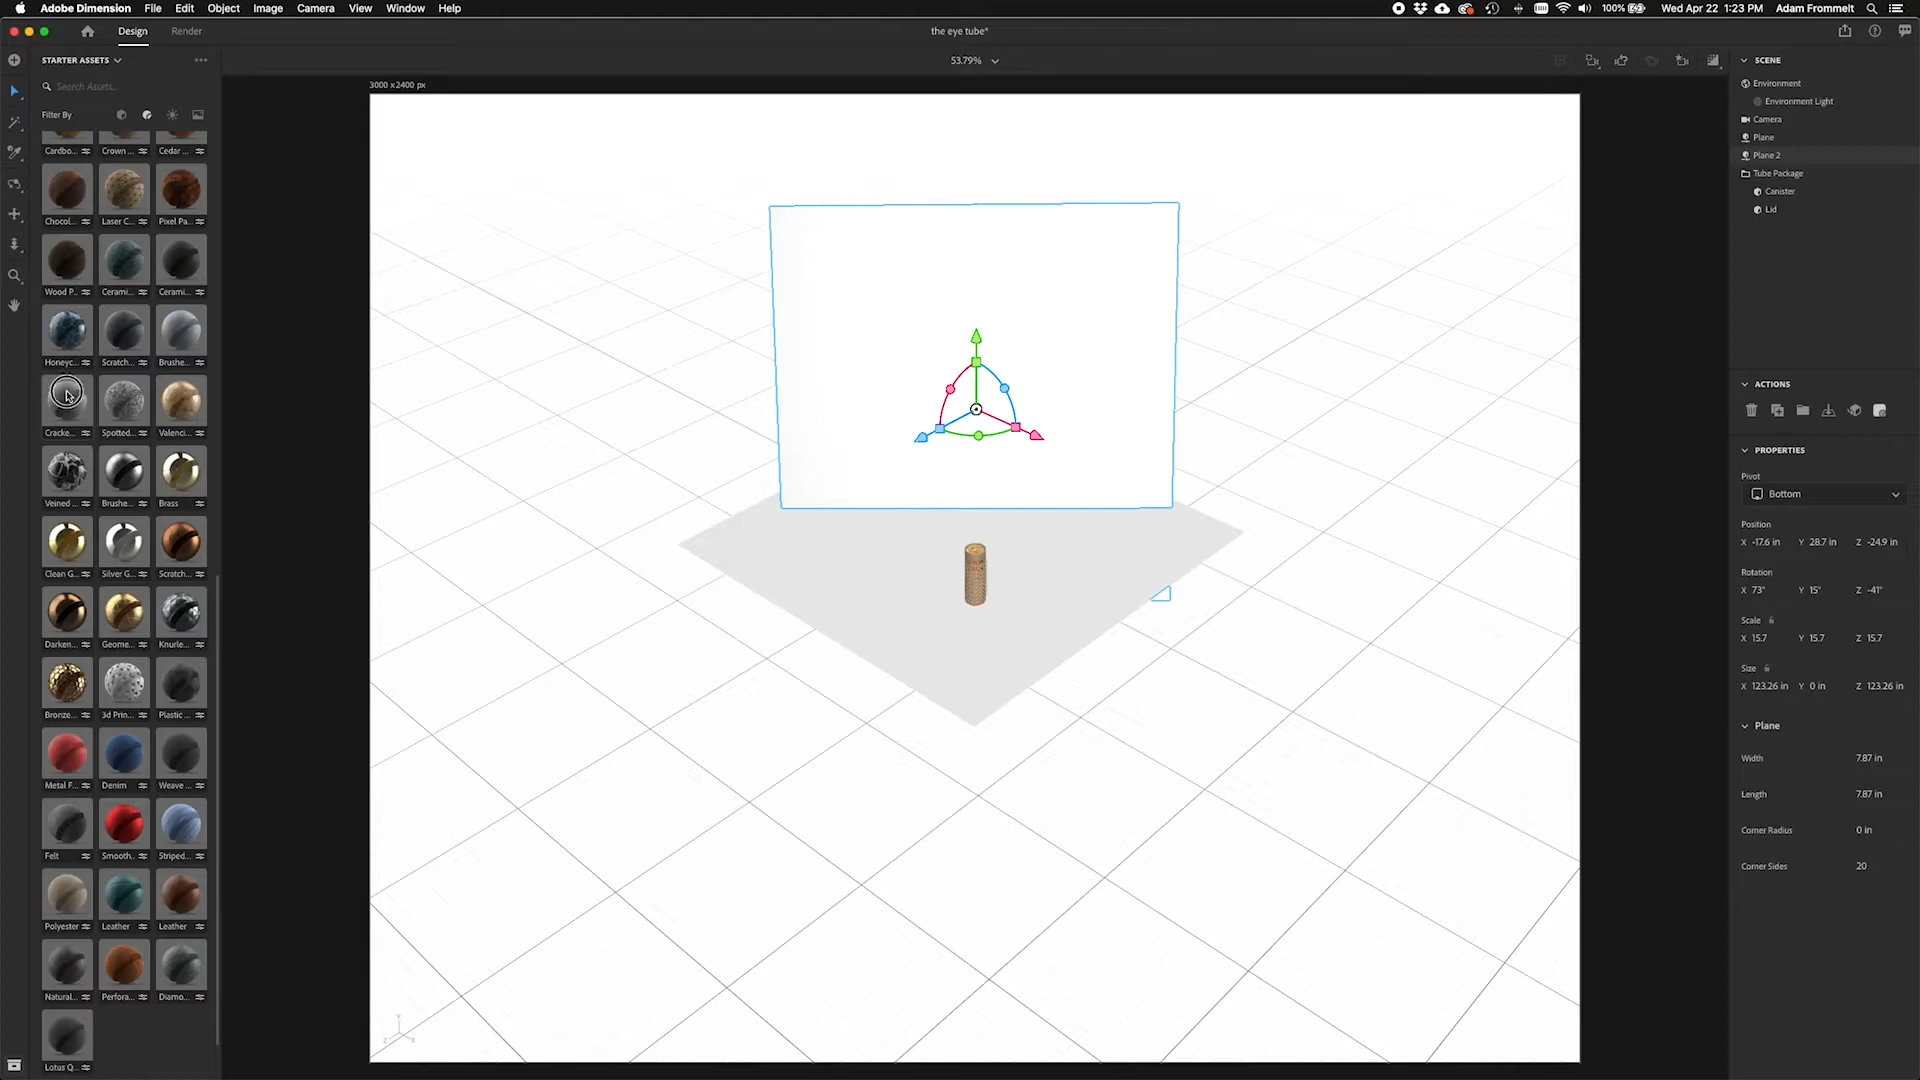 Adobe Dimension File Edit Object Image Camera View Window Help
100% Wed Apr 22 1:23 PM Adam Frommelt
Design Render
the eye tube*
STARTER ASSETS
53.79%
Search Assets...
3000 x 2400 px
Filter By
Cardbo... Crown ... Cedar ...
Chocol... Laser C... Pixel Pa...
Wood P... Cerami... Cerami...
Honeyc... Scratch... Brushe...
Cracke... Spotted... Valenci...
Veined ... Brushe... Brass
Clean G... Silver G... Scratch...
Darken... Geome... Knurle...
Bronze... 3d Prin... Plastic ...
Metal F... Denim Weave ...
Felt Smooth.. Striped...
Polyester Leather Leather
Natural... Perfora... Diamo...
Lotus Q...
Y
Z X
SCENE
Environment
Environment Light
Camera
Plane
Plane 2
Tube Package
Canister
Lid
ACTIONS
PROPERTIES
Pivot
Bottom
Position
X -17.6 in Y 28.7 in Z -24.9 in
Rotation
X 73° Y 15° Z -41°
Scale
X 15.7 Y 15.7 Z 15.7
Size
X 123.26 in Y 0 in Z 123.26 in
Plane
Width 7.87 in
Length 7.87 in
Corner Radius 0 in
Corner Sides 20